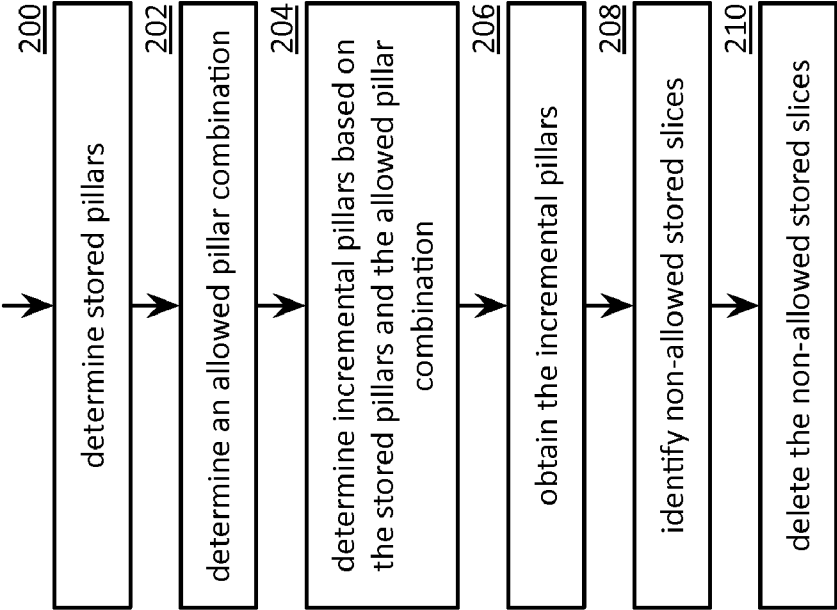 200
determine stored pillars
202
determine an allowed pillar combination
204
determine incremental pillars based on
the stored pillars and the allowed pillar
combination
206
obtain the incremental pillars
208
identify non-allowed stored slices
210
delete the non-allowed stored slices